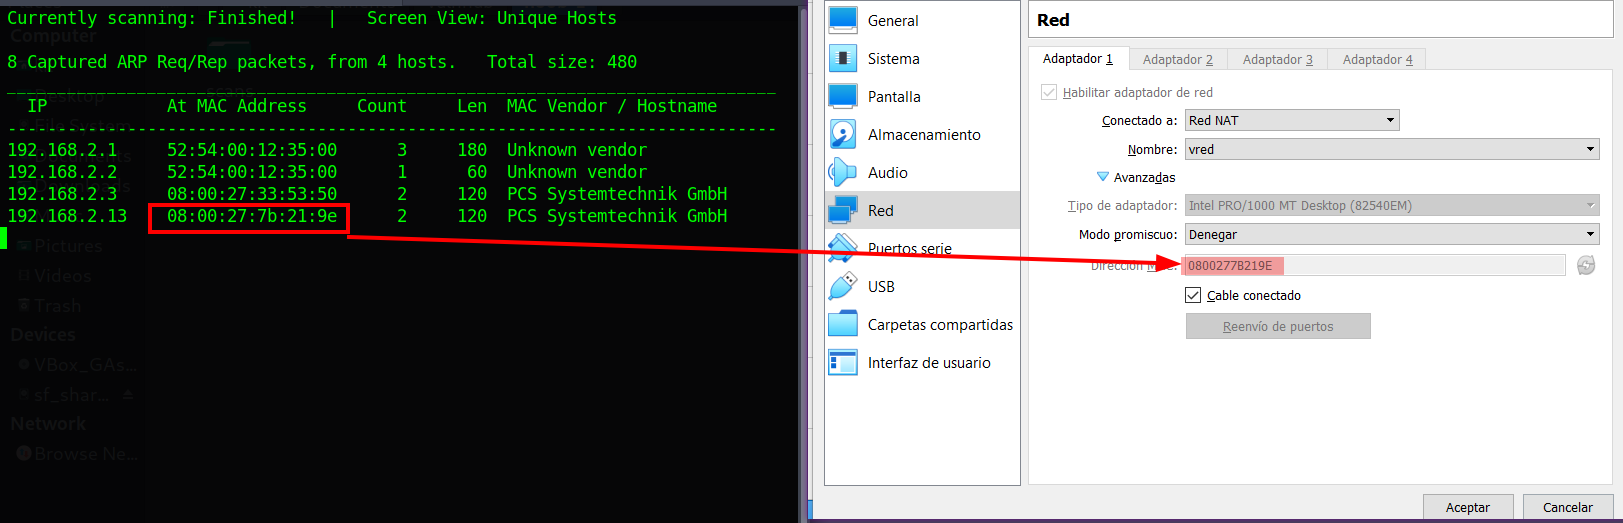 Currently scanning: Finished!   |   Screen View: Unique Hosts
8 Captured ARP Req/Rep packets, from 4 hosts.   Total size: 480
IP            At MAC Address     Count     Len  MAC Vendor / Hostname
192.168.2.1     52:54:00:12:35:00      3     180  Unknown vendor
192.168.2.2     52:54:00:12:35:00      1      60  Unknown vendor
192.168.2.3     08:00:27:33:53:50      2     120  PCS Systemtechnik GmbH
192.168.2.13    08:00:27:7b:21:9e      2     120  PCS Systemtechnik GmbH
Computer
Desktop
File System
Pictures
Videos
Trash
Devices
VBox_GAs...
sf_shar...
Network
Browse Ne...
General
Sistema
Pantalla
Almacenamiento
Audio
Red
Puertos serie
USB
Carpetas compartidas
Interfaz de usuario
Red
Adaptador 1 Adaptador 2 Adaptador 3 Adaptador 4
Habilitar adaptador de red
Conectado a: Red NAT
Nombre: vred
Avanzadas
Tipo de adaptador: Intel PRO/1000 MT Desktop (82540EM)
Modo promiscuo: Denegar
Dirección 0800277B219E
Cable conectado
Reenvío de puertos
Aceptar Cancelar